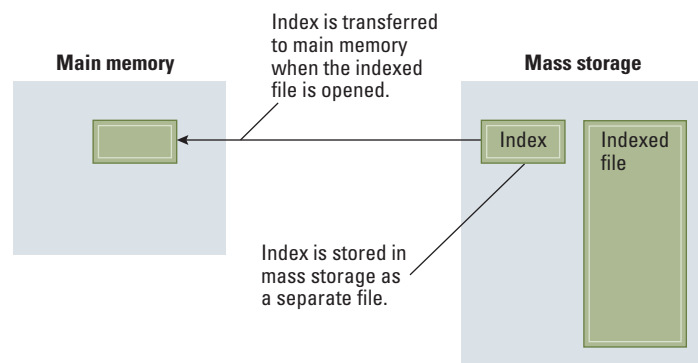 Index is transferred
to main memory
when the indexed
file is opened.
Main memory
Mass storage
Index
Indexed
file
Index is stored in
mass storage as
a separate file.